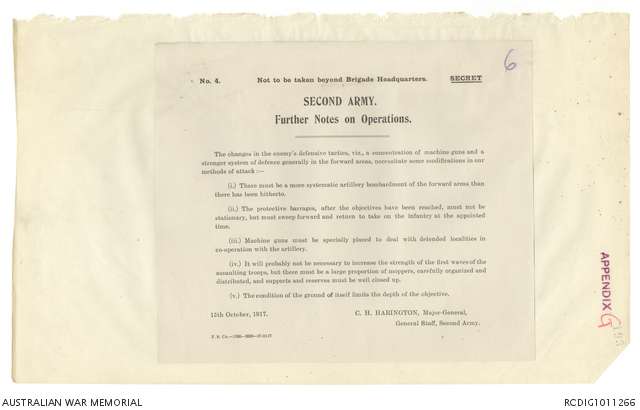 6
No. 4. Not to be taken beyond Brigade Headquarters. SECRET
SECOND ARMY.
Further Notes on Operations.
The changes in the enemy's defensive tactics, viz., a concentration of machine guns and a
stronger system of defence generally in the forward areas, necessitate some modifications in our
methods of attack :—
(i.) There must be a more systematic artillery bombardment of the forward areas than
there has been hitherto.
(ii.) The protective barrages, after the objectives have been reached, must not be
stationary, but must sweep forward and return to take on the infantry at the appointed
time.
(iii.) Machine guns must be specially placed to deal with defended localities in
co-operation with the artillery.
(iv.) It will probably not be necessary to increase the strength of the first waves of the
assaulting troops, but there must be a large proportion of moppers, carefully organized and
distributed, and supports and reserves must be well closed up.
(v.) The condition of the ground of itself limits the depth of the objective.
15th October, 1917. C. H. HARINGTON, Major-General,
General Staff, Second Army.
APPENDIX G
AUSTRALIAN WAR MEMORIAL RCDIG1011266